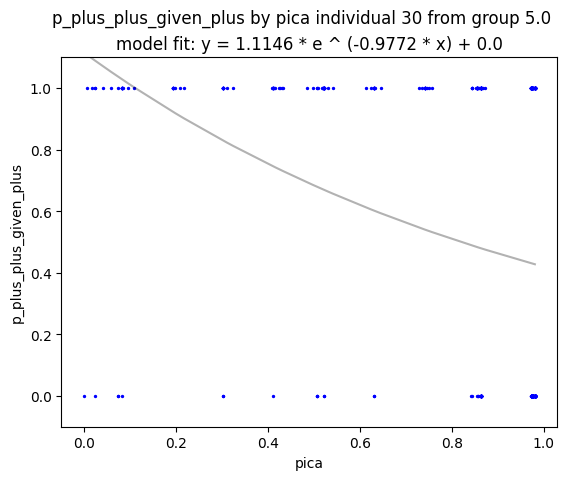 p_plus_plus_given_plus by pica individual 30 from group 5.0
model fit: y = 1.1146 * e ^ (-0.9772 * x) + 0.0
1.0
0.8
0.6
0.4
0.2
0.0
p_plus_plus_given_plus
0.0 0.2 0.4 0.6 0.8 1.0
pica